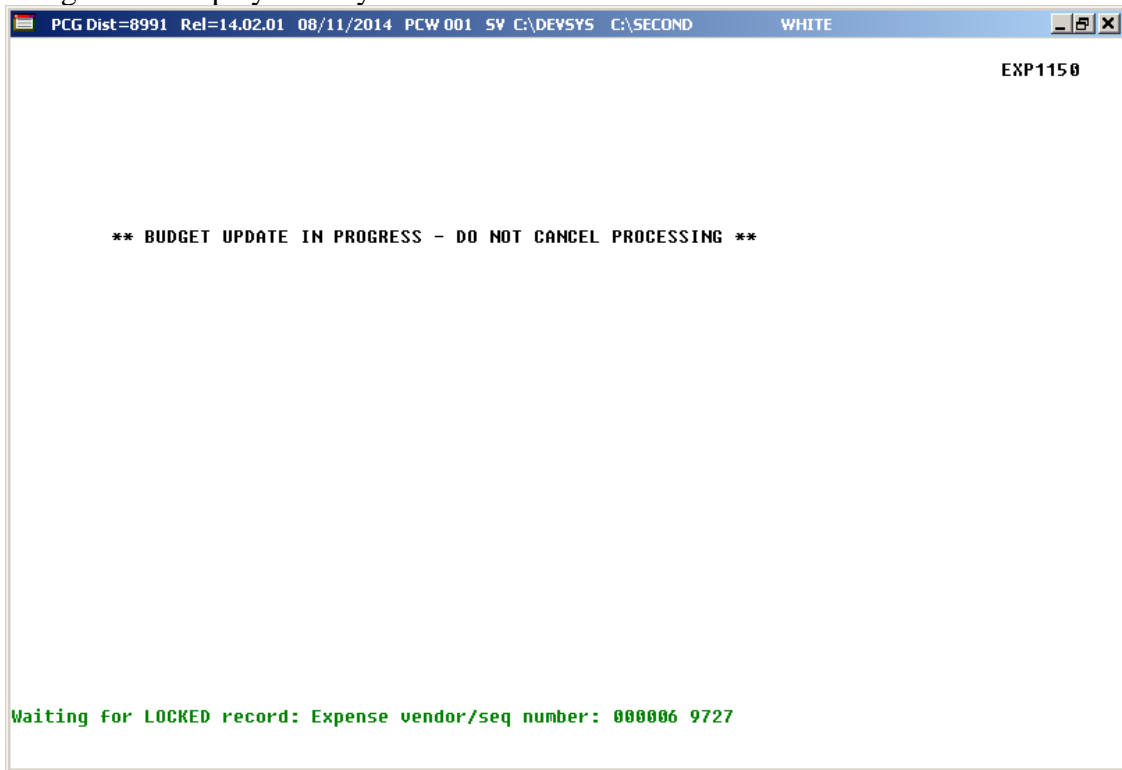 PCG Dist=8991 Rel=14.02.01 08/11/2014 PCW 001 SV C:\DEVSYS C:\SECOND WHITE
EXP1150
** BUDGET UPDATE IN PROGRESS - DO NOT CANCEL PROCESSING **
Waiting for LOCKED record: Expense vendor/seq number: 000006 9727